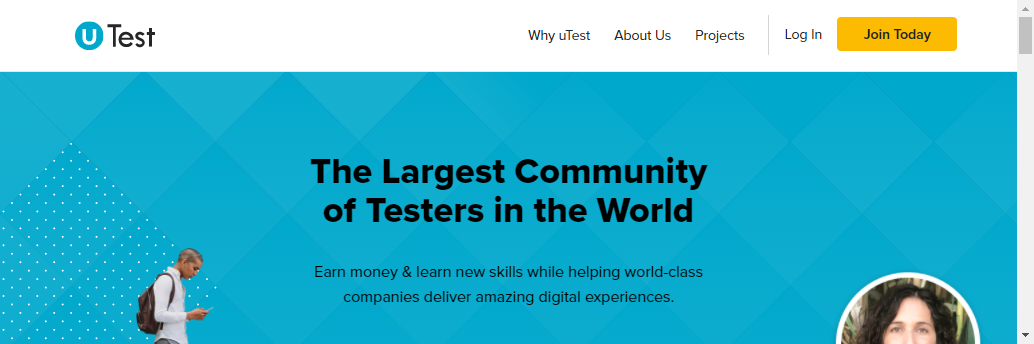 uTest
Why uTest
About Us
Projects
Log In
Join Today
The Largest Community
of Testers in the World
Earn money & learn new skills while helping world-class
companies deliver amazing digital experiences.